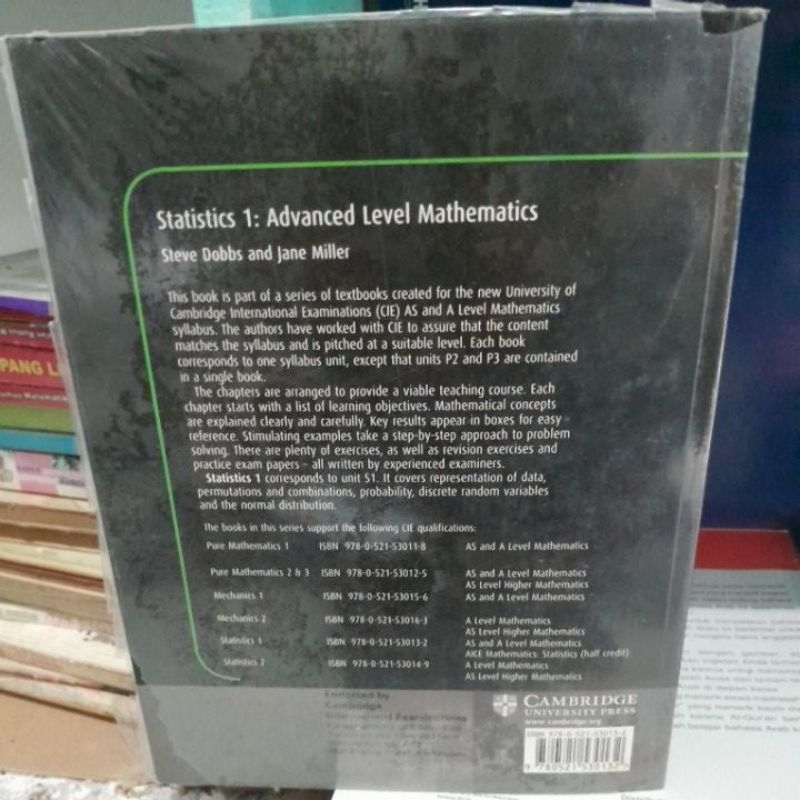 Statistics 1: Advanced Level Mathematics
Steve Dobbs and Jane Miller
This book is part of a series of textbooks created for the new University of
Cambridge International Examinations (CIE) AS and A Level Mathematics
syllabus. The authors have worked with CIE to assure that the content
matches the syllabus and is pitched at a suitable level. Each book
corresponds to one syllabus unit, except that units P2 and P3 are contained
in a single book.
The chapters are arranged to provide a viable teaching course. Each
chapter starts with a list of learning objectives. Mathematical concepts
are explained clearly and carefully. Key results appear in boxes for easy
reference. Stimulating examples take a step-by-step approach to problem
solving. There are plenty of exercises, as well as revision exercises and
practice exam papers – all written by experienced examiners.
Statistics 1 corresponds to unit S1. It covers representation of data,
permutations and combinations, probability, discrete random variables
and the normal distribution.
The books in this series support the following CIE qualifications:
Pure Mathematics 1 ISBN 978-0-521-53011-8 AS and A Level Mathematics
Pure Mathematics 2 & 3 ISBN 978-0-521-53012-5 AS and A Level Mathematics
AS Level Higher Mathematics
Mechanics 1 ISBN 978-0-521-53015-6 AS and A Level Mathematics
Mechanics 2 ISBN 978-0-521-53016-3 A Level Mathematics
AS Level Higher Mathematics
Statistics 1 ISBN 978-0-521-53013-2 AS and A Level Mathematics
AICE Mathematics: Statistics (half credit)
Statistics 2 ISBN 978-0-521-53014-9 A Level Mathematics
AS Level Higher Mathematics
Endorsed by
Cambridge
International Examinations
CAMBRIDGE
UNIVERSITY PRESS
www.cambridge.org
ISBN 978-0-521-53013-2
9 780521 530132
PANG